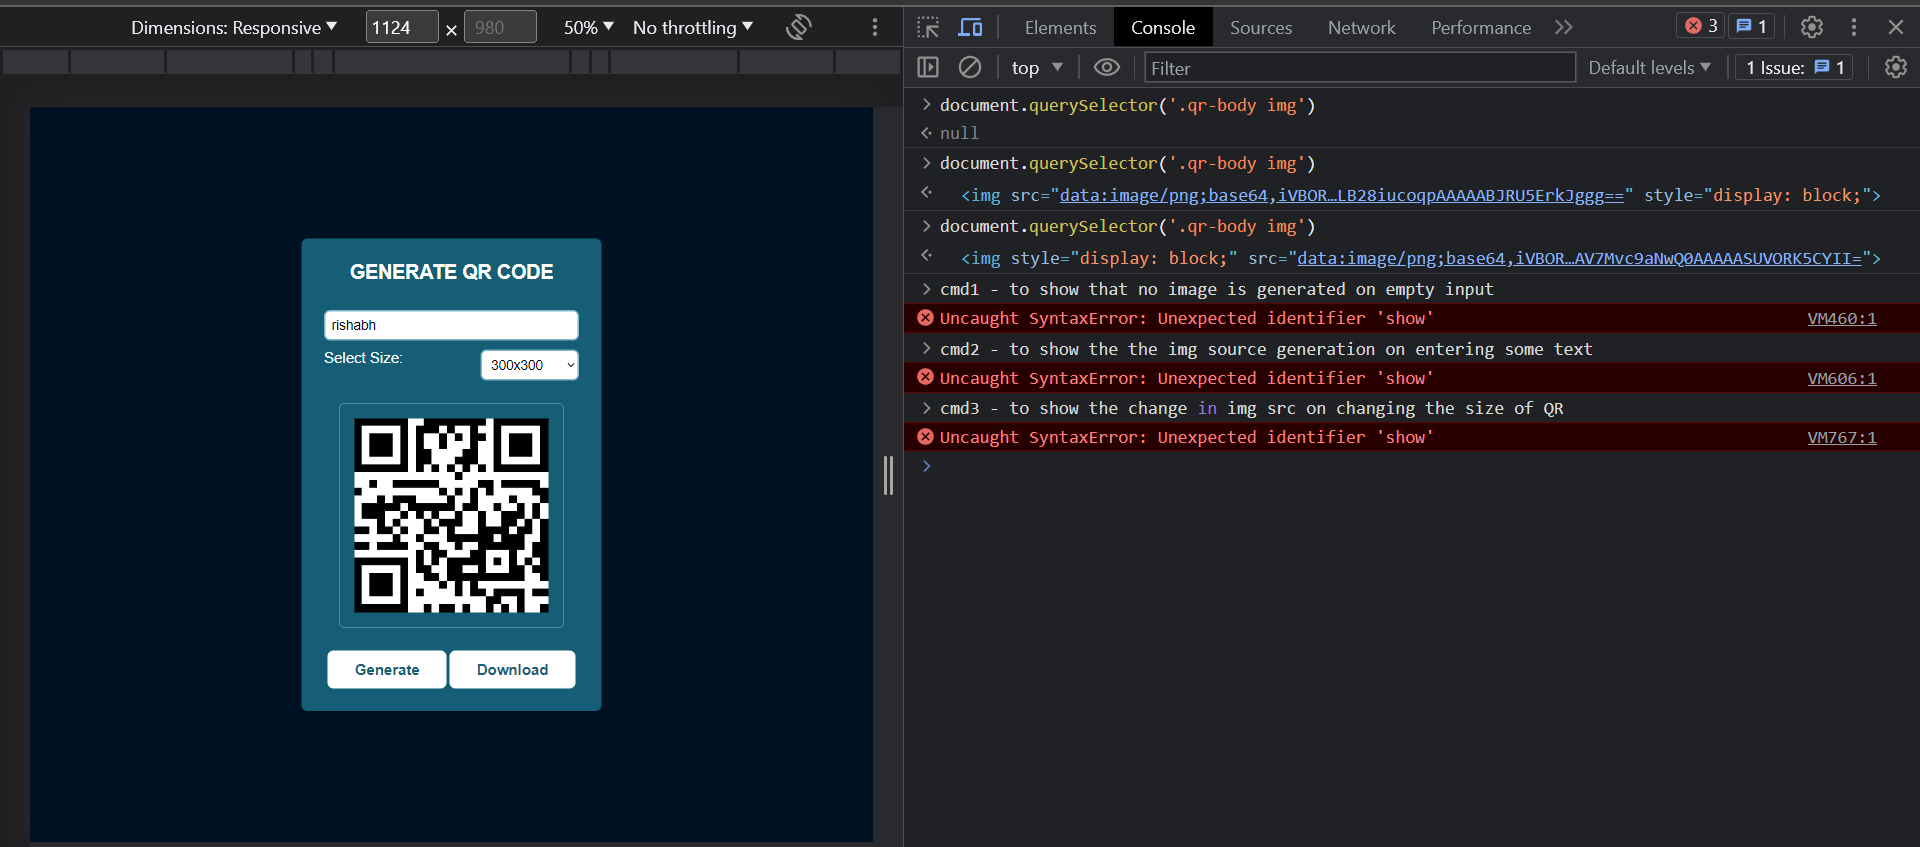 Dimensions: Responsive 1124 × 980 50% No throttling
Elements Console Sources Network Performance 3 1
top Filter Default levels 1 Issue: 1
GENERATE QR CODE
rishabh
Select Size: 300x300
Generate Download
document.querySelector('.qr-body img')
null
document.querySelector('.qr-body img')
<img src="data:image/png;base64,iVBOR…LB28iucoqpAAAAABJRU5ErkJggg==" style="display: block;">
document.querySelector('.qr-body img')
<img style="display: block;" src="data:image/png;base64,iVBOR…AV7Mvc9aNwQ0AAAAASUVORK5CYII=">
cmd1 - to show that no image is generated on empty input
Uncaught SyntaxError: Unexpected identifier 'show' VM460:1
cmd2 - to show the the img source generation on entering some text
Uncaught SyntaxError: Unexpected identifier 'show' VM606:1
cmd3 - to show the change in img src on changing the size of QR
Uncaught SyntaxError: Unexpected identifier 'show' VM767:1